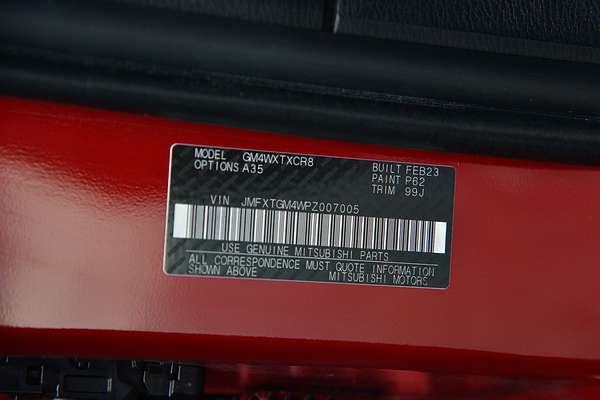 MODEL GM4WXTXCR8 BUILT FEB23
OPTIONS A35 PAINT P62
TRIM 99J
VIN JMFXTGM4WPZ007005
USE GENUINE MITSUBISHI PARTS
ALL CORRESPONDENCE MUST QUOTE INFORMATION
SHOWN ABOVE MITSUBISHI MOTORS